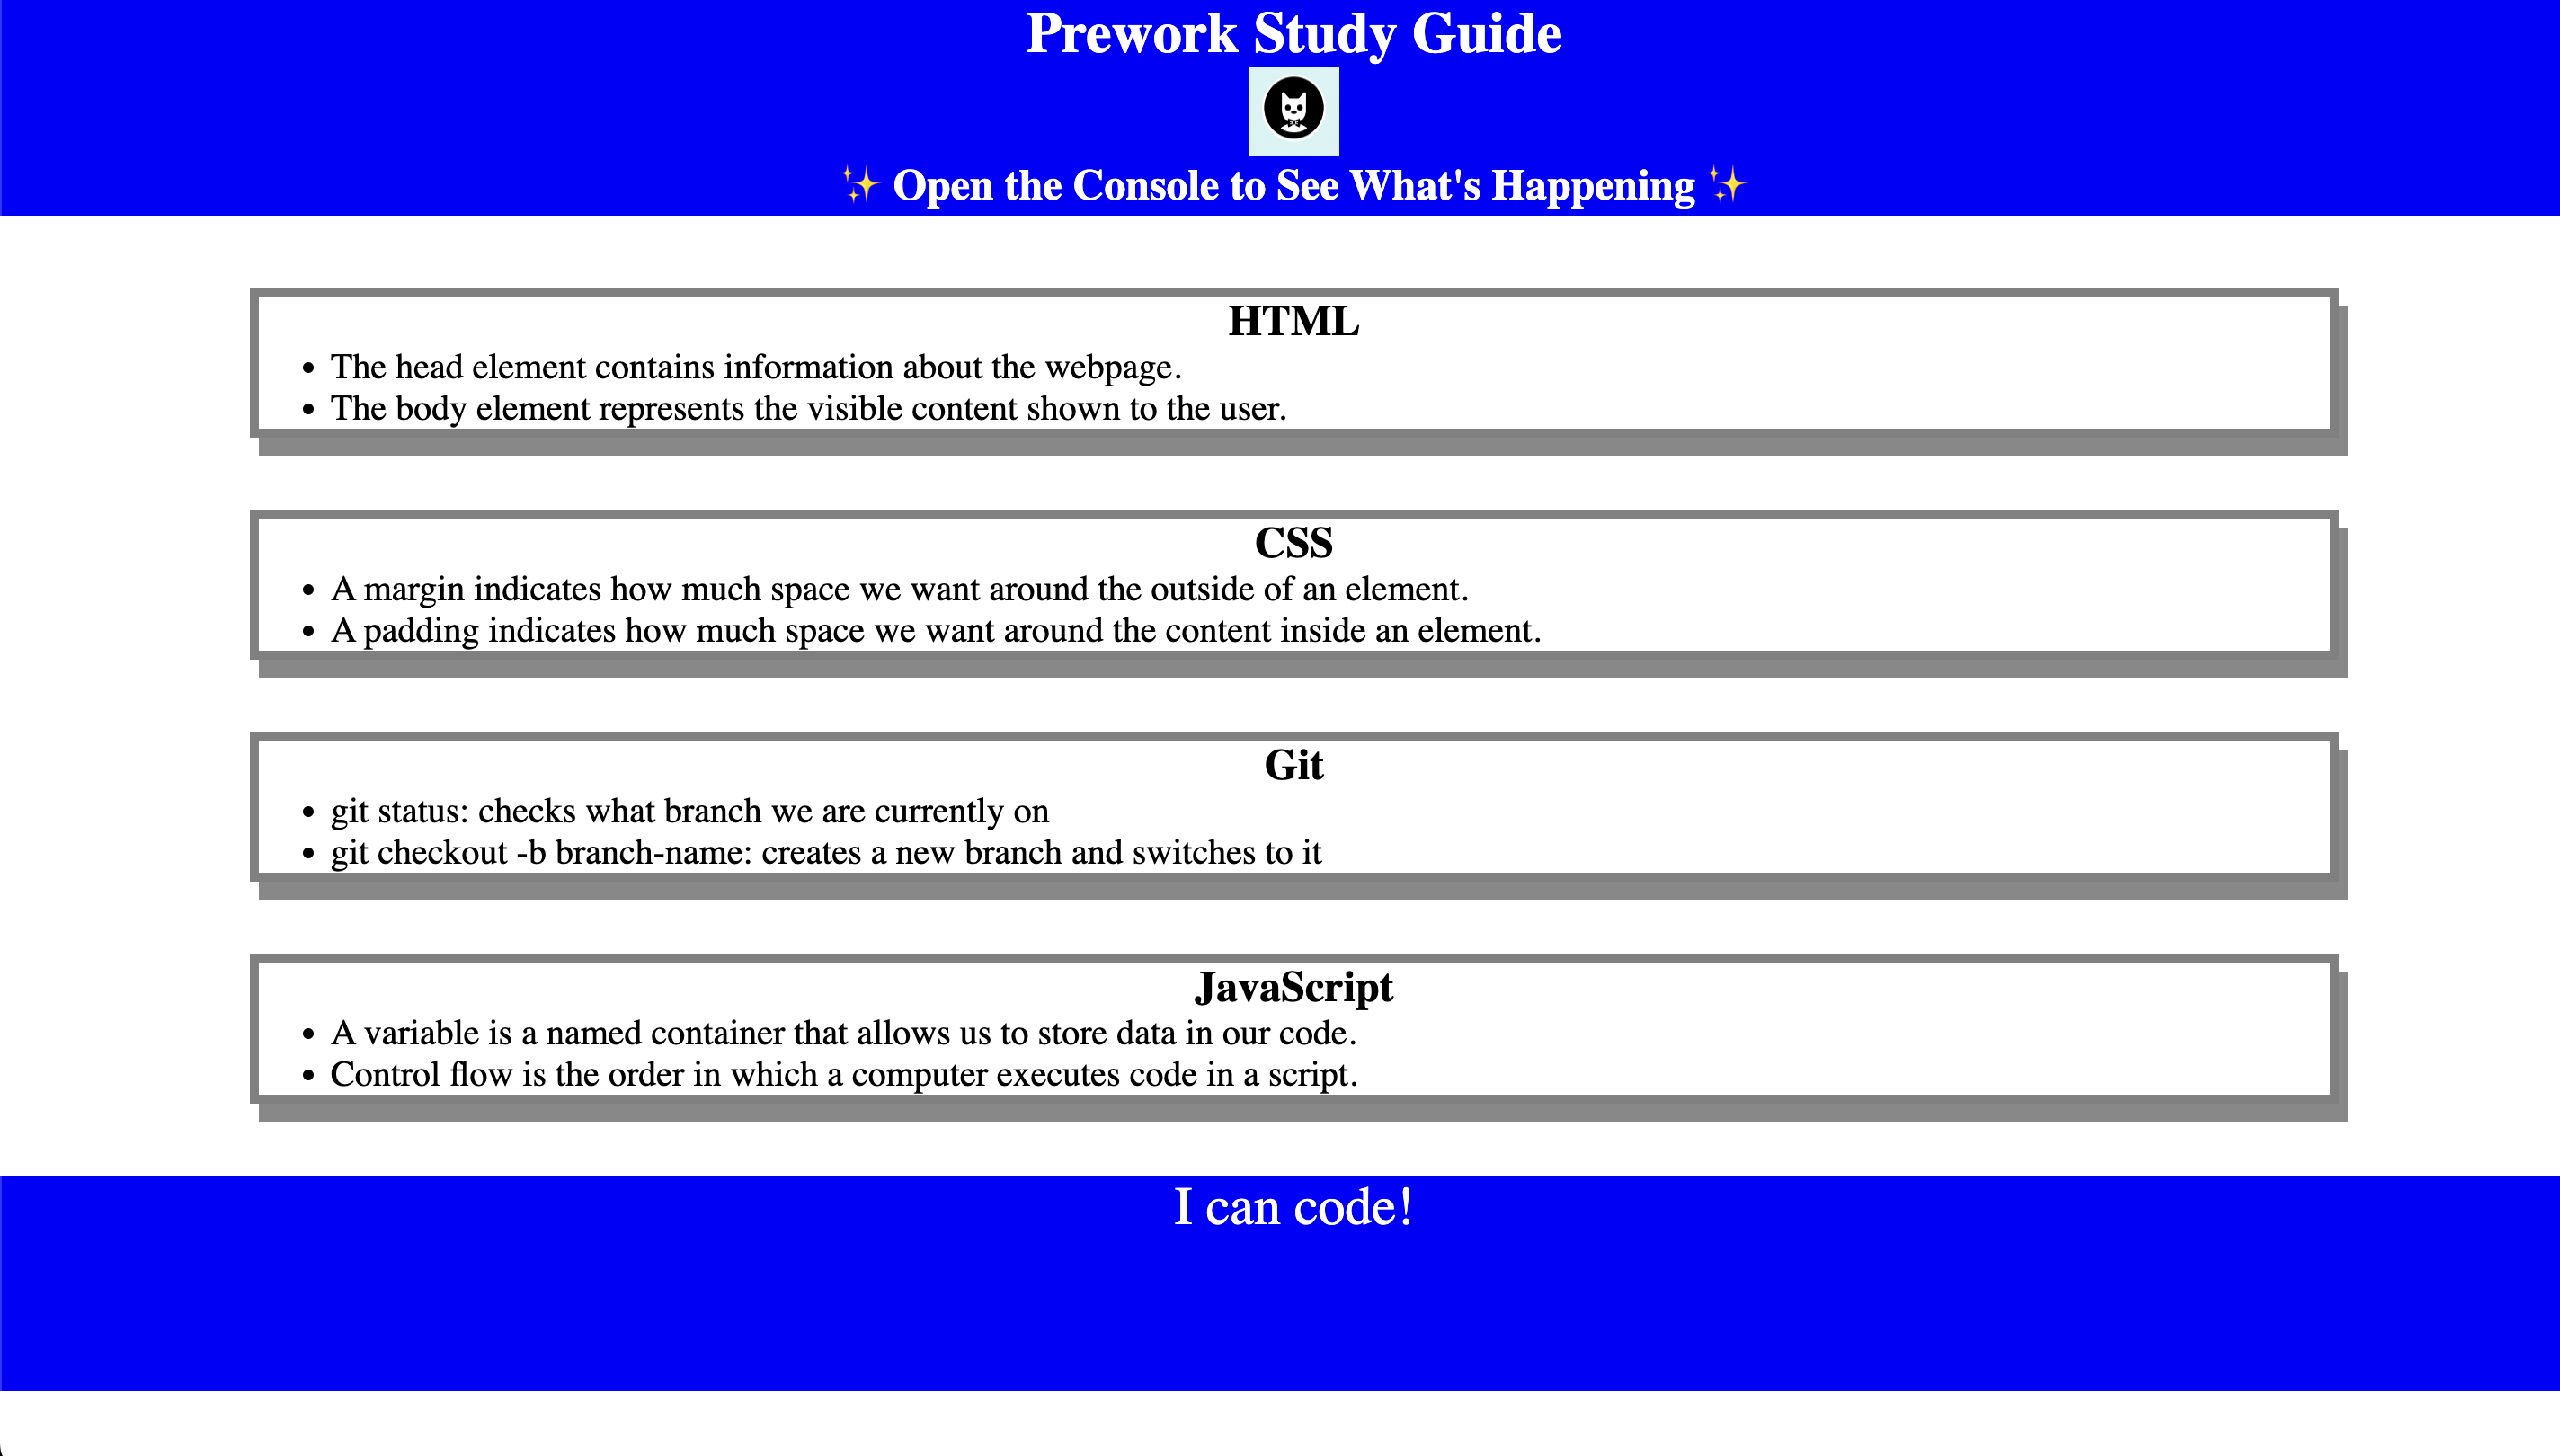 Prework Study Guide
✨ Open the Console to See What's Happening ✨
HTML
• The head element contains information about the webpage.
• The body element represents the visible content shown to the user.
CSS
• A margin indicates how much space we want around the outside of an element.
• A padding indicates how much space we want around the content inside an element.
Git
• git status: checks what branch we are currently on
• git checkout -b branch-name: creates a new branch and switches to it
JavaScript
• A variable is a named container that allows us to store data in our code.
• Control flow is the order in which a computer executes code in a script.
I can code!